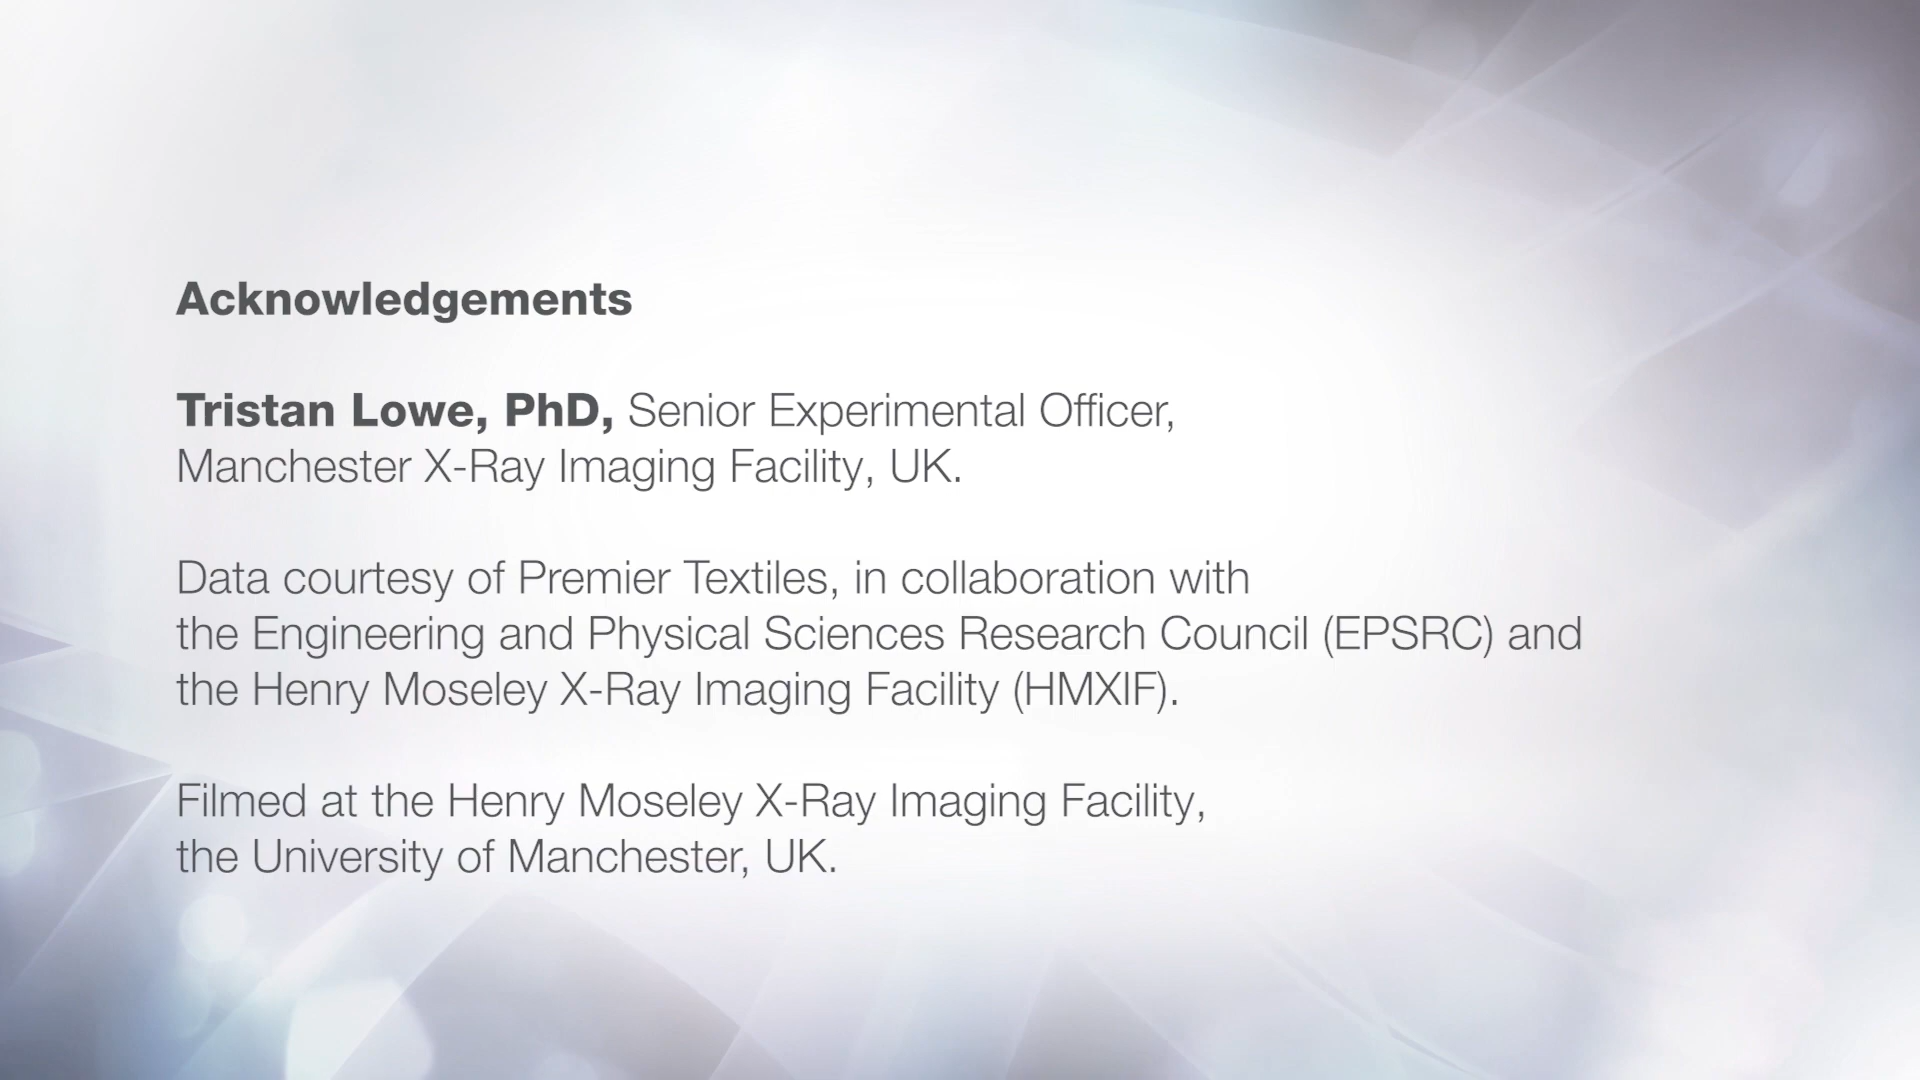 Acknowledgements
Tristan Lowe, PhD, Senior Experimental Officer,
Manchester X-Ray Imaging Facility, UK.
Data courtesy of Premier Textiles, in collaboration with
the Engineering and Physical Sciences Research Council (EPSRC) and
the Henry Moseley X-Ray Imaging Facility (HMXIF).
Filmed at the Henry Moseley X-Ray Imaging Facility,
the University of Manchester, UK.